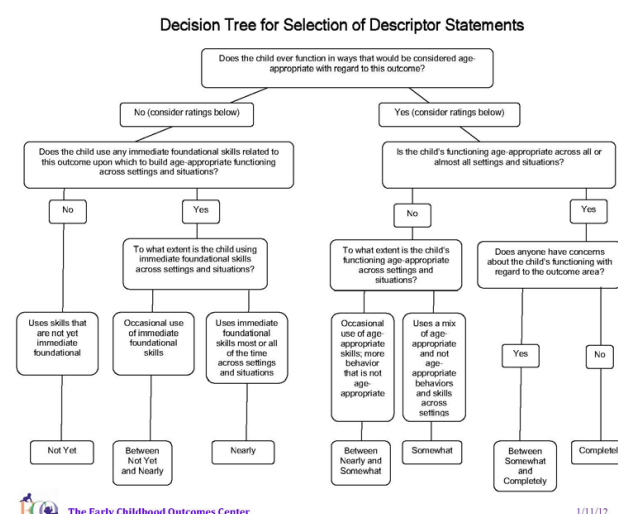 Decision Tree for Selection of Descriptor Statements
Does the child ever function in ways that would be considered age-
appropriate with regard to this outcome?
No (consider ratings below)
Yes (consider ratings below)
Does the child use any immediate foundational skills related to
this outcome upon which to build age-appropriate functioning
across settings and situations?
Is the child's functioning age-appropriate across all or
almost all settings and situations?
No
Yes
No
Yes
To what extent is the child using
immediate foundational skills
across settings and situations?
To what extent is the child's
functioning age-appropriate
across settings and
situations?
Does anyone have concerns
about the child's functioning with
regard to the outcome area?
Uses skills that
are not yet
immediate
foundational
Occasional use
of immediate
foundational
skills
Uses immediate
foundational
skills most or all
of the time
across settings
and situations
Occasional
use of age-
appropriate
skills; more
behavior
that is not
age-
appropriate
Uses a mix
of age-
appropriate
and not
age-
appropriate
behaviors
and skills
across
settings
Yes
No
Not Yet
Between
Not Yet
and Nearly
Nearly
Between
Nearly and
Somewhat
Somewhat
Between
Somewhat
and
Completely
Completel
The Early Childhood Outcomes Center
1/11/12